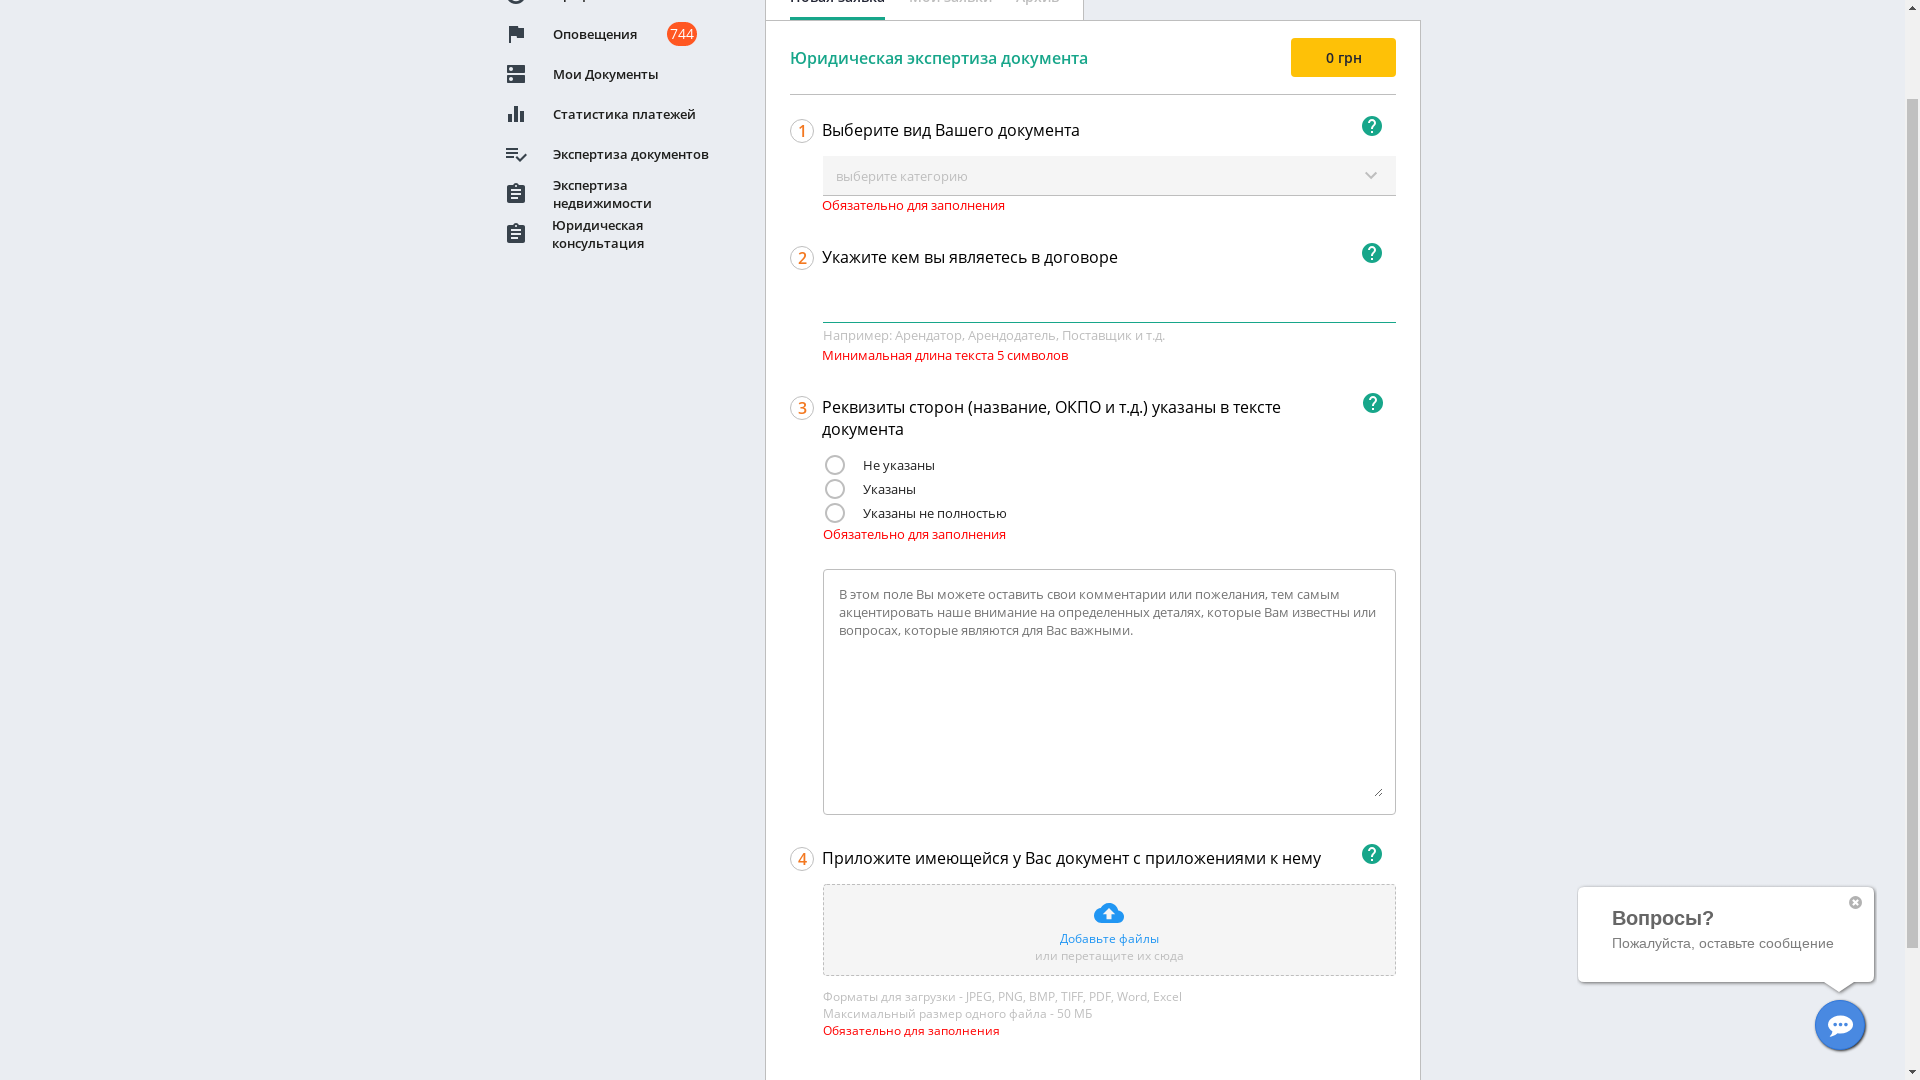 Оповещения 744
Мои Документы
Статистика платежей
Экспертиза документов
Экспертиза
недвижимости
Юридическая
консультация
Новая заявка Мои заявки Архив
Юридическая экспертиза документа
0 грн
1 Выберите вид Вашего документа
выберите категорию
Обязательно для заполнения
2 Укажите кем вы являетесь в договоре
Например: Арендатор, Арендодатель, Поставщик и т.д.
Минимальная длина текста 5 символов
3 Реквизиты сторон (название, ОКПО и т.д.) указаны в тексте
документа
Не указаны
Указаны
Указаны не полностью
Обязательно для заполнения
В этом поле Вы можете оставить свои комментарии или пожелания, тем самым
акцентировать наше внимание на определенных деталях, которые Вам известны или
вопросах, которые являются для Вас важными.
4 Приложите имеющейся у Вас документ с приложениями к нему
Добавьте файлы
или перетащите их сюда
Форматы для загрузки - JPEG, PNG, BMP, TIFF, PDF, Word, Excel
Максимальный размер одного файла - 50 МБ
Обязательно для заполнения
Вопросы?
Пожалуйста, оставьте сообщение